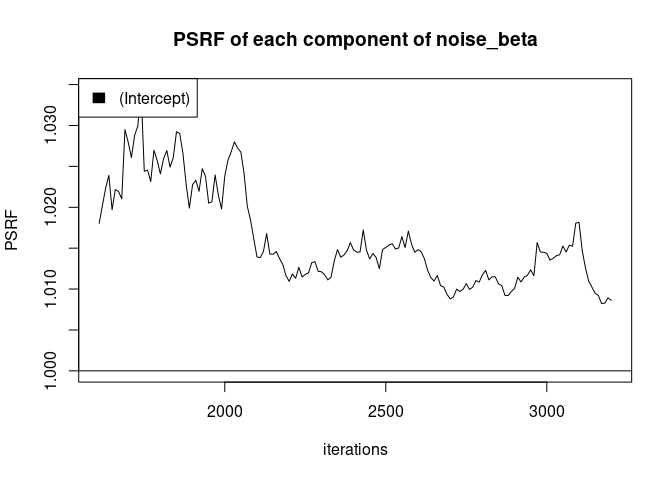 PSRF of each component of noise_beta
(Intercept)
PSRF
1.030
1.020
1.010
1.000
2000 2500 3000
iterations